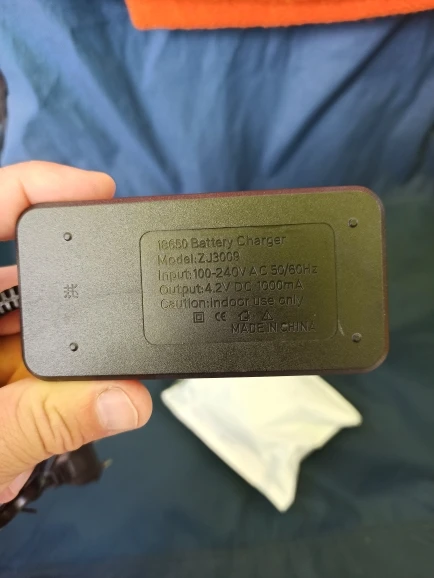 18650 Battery Charger
Model:ZJ3009
Input:100-240V AC 50/60Hz
Output:4.2V DC 1000mA
Caution:Indoor use only
CE
MADE IN CHINA